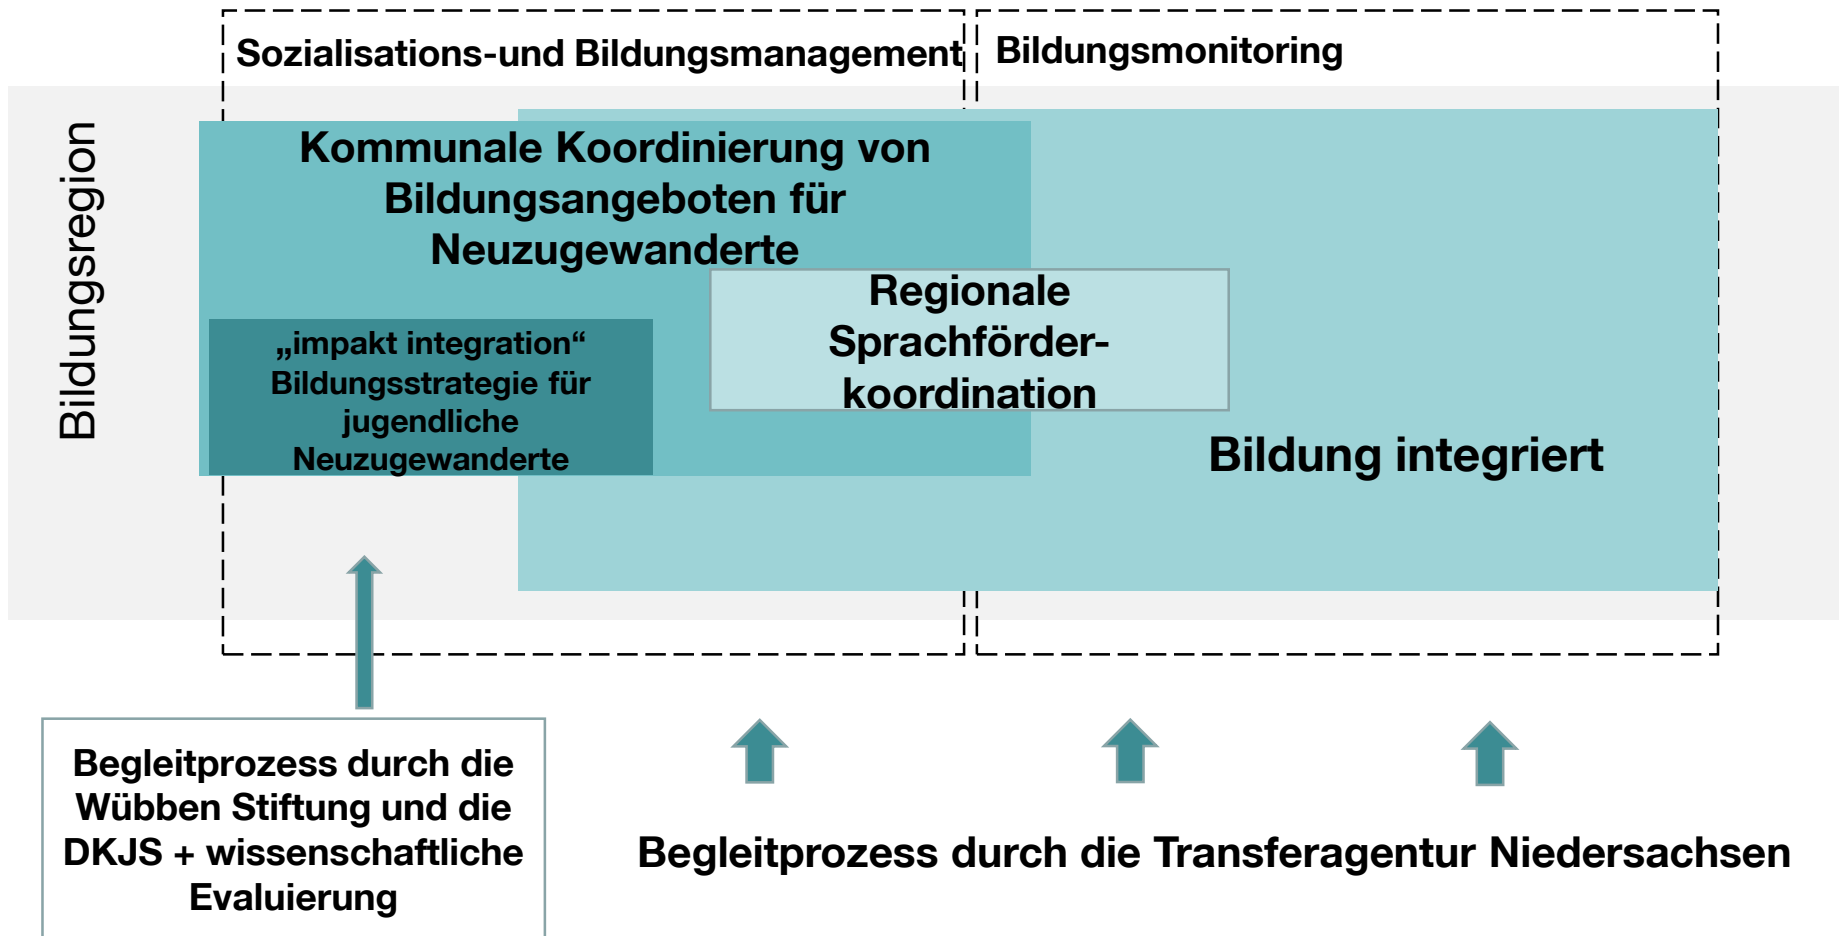 Sozialisations-und Bildungsmanagement
Bildungsmonitoring
Bildungsregion
Kommunale Koordinierung von
Bildungsangeboten für
Neuzugewanderte
Regionale
Sprachförder-
koordination
„impakt integration“
Bildungsstrategie für
jugendliche
Neuzugewanderte
Bildung integriert
Begleitprozess durch die
Wübben Stiftung und die
DKJS + wissenschaftliche
Evaluierung
Begleitprozess durch die Transferagentur Niedersachsen